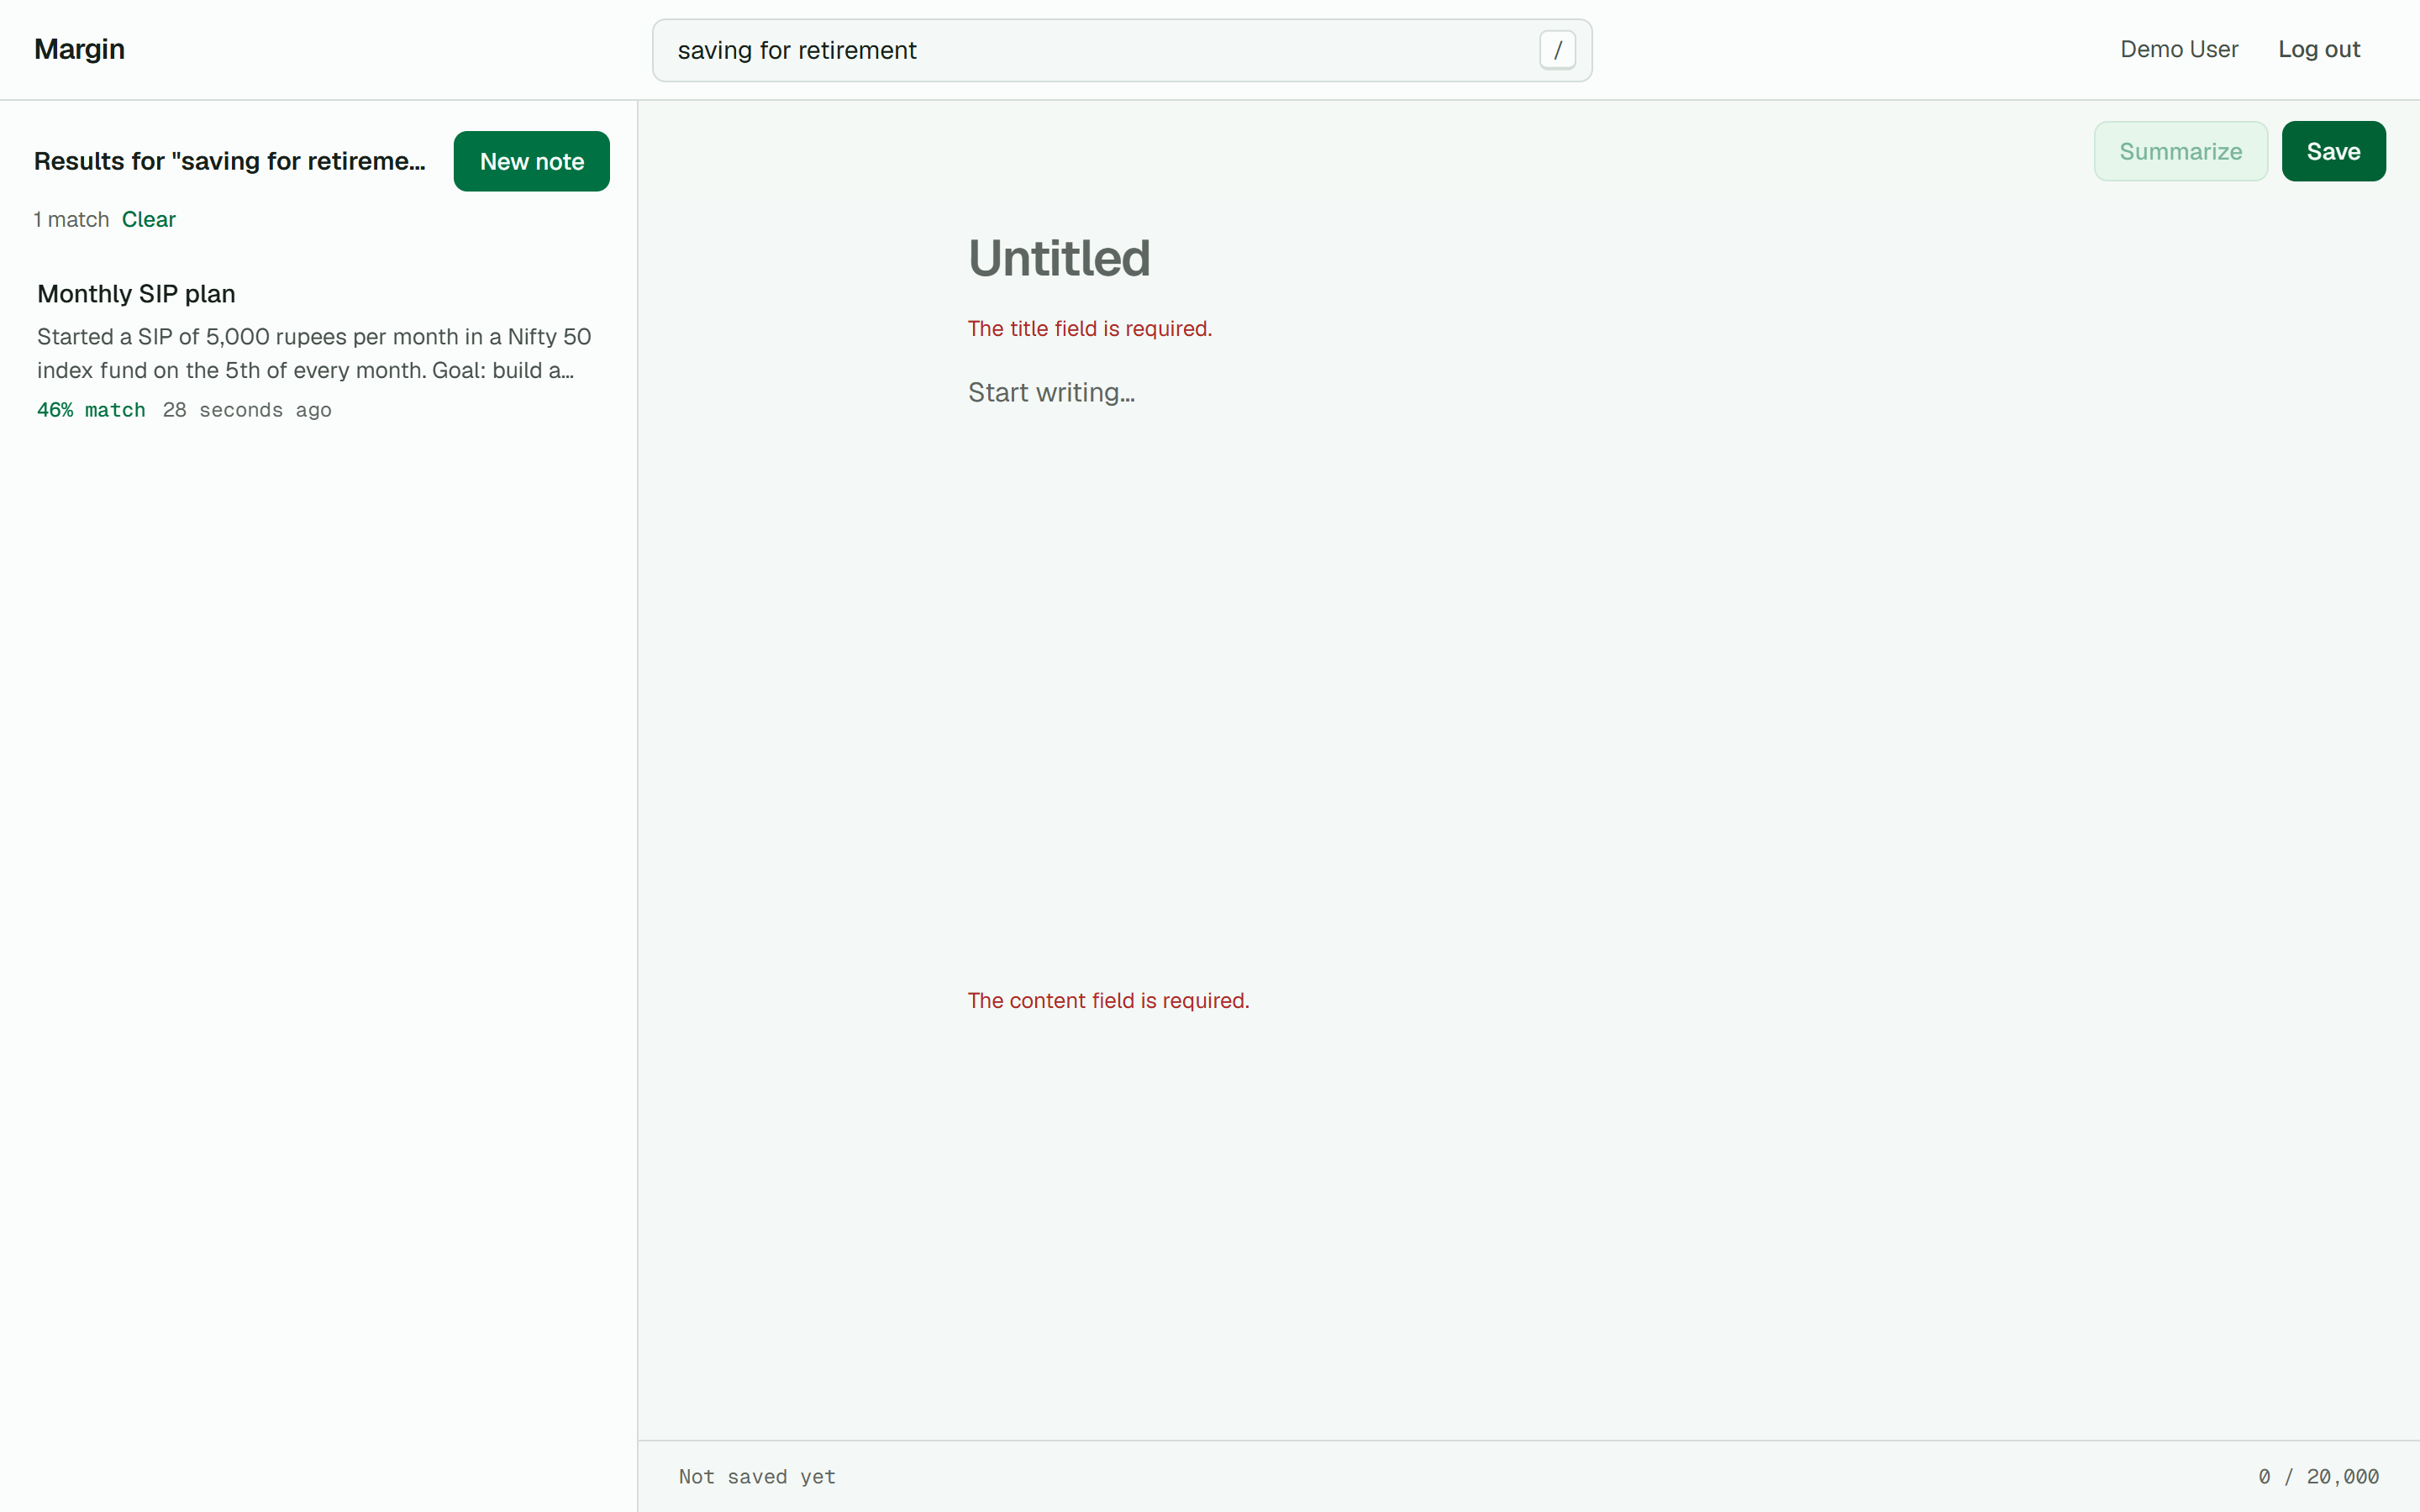 Margin
saving for retirement
/
Demo User
Log out
Results for "saving for retireme…
New note
1 match Clear
Monthly SIP plan
Started a SIP of 5,000 rupees per month in a Nifty 50
index fund on the 5th of every month. Goal: build a…
46% match 28 seconds ago
Summarize
Save
Untitled
The title field is required.
Start writing…
The content field is required.
Not saved yet
0 / 20,000